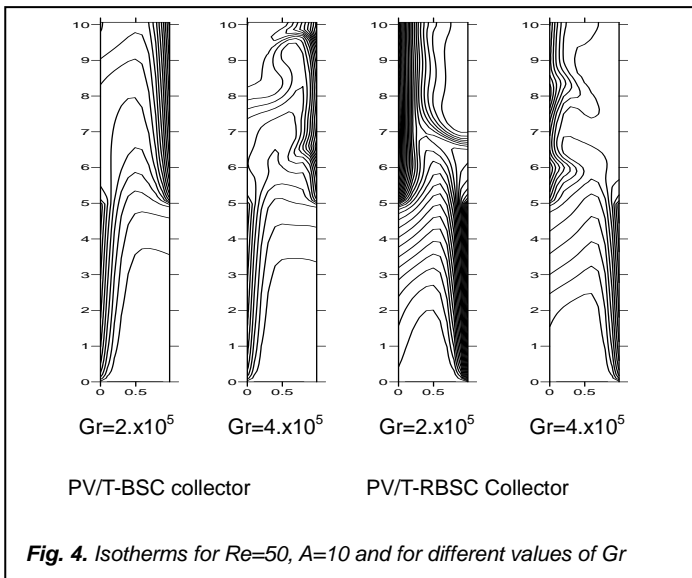 10 10 10 10
9 9 9 9
8 8 8 8
7 7 7 7
6 6 6 6
5 5 5 5
4 4 4 4
3 3 3 3
2 2 2 2
1 1 1 1
0 0 0 0
0 0.5 0 0.5 0 0.5 0 0.5
Gr=2.x10⁵ Gr=4.x10⁵ Gr=2.x10⁵ Gr=4.x10⁵
PV/T-BSC collector PV/T-RBSC Collector
Fig. 4. Isotherms for Re=50, A=10 and for different values of Gr